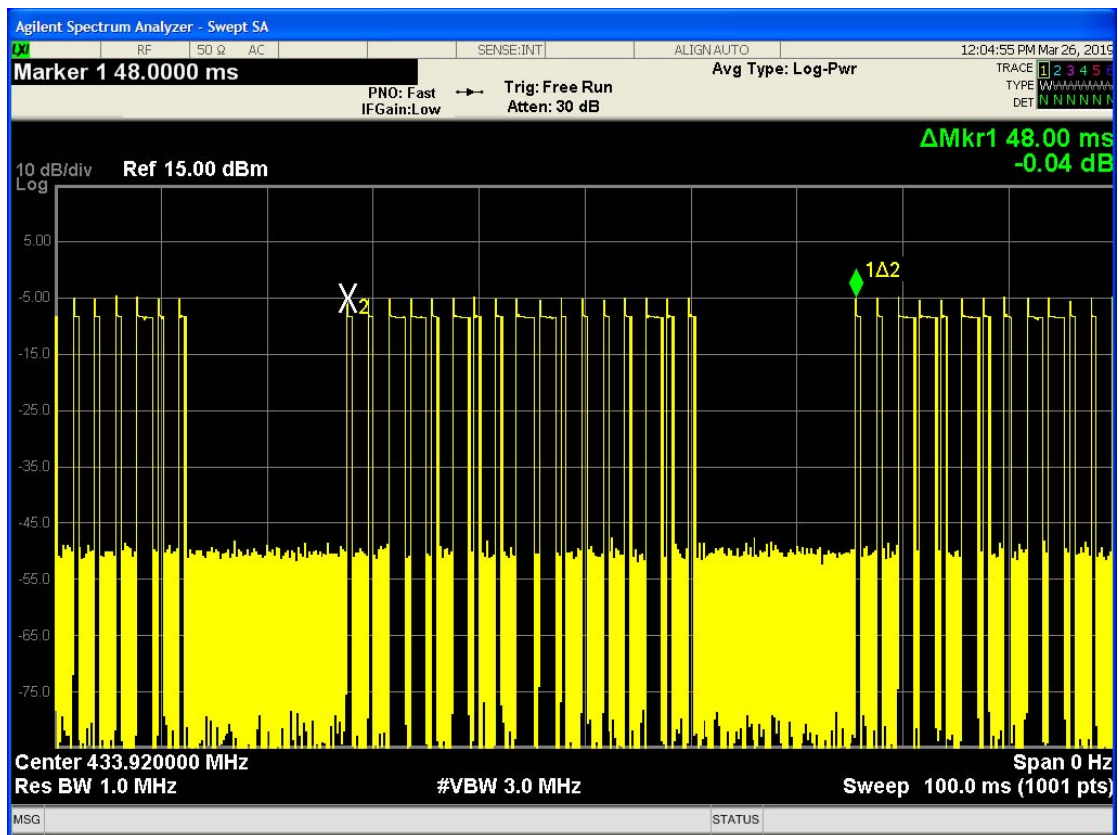 Agilent Spectrum Analyzer - Swept SA
LXI RF 50 Ω AC SENSE:INT ALIGN AUTO 12:04:55 PM Mar 26, 2019
Marker 1 48.0000 ms Avg Type: Log-Pwr TRACE 1 2 3 4 5 6
PNO: Fast Trig: Free Run TYPE W
IFGain:Low Atten: 30 dB DET N N N N N N
ΔMkr1 48.00 ms
-0.04 dB
10 dB/div Ref 15.00 dBm
Log
5.00
1Δ2
-5.00
X2
-15.0
-25.0
-35.0
-45.0
-55.0
-65.0
-75.0
Center 433.920000 MHz Span 0 Hz
Res BW 1.0 MHz #VBW 3.0 MHz Sweep 100.0 ms (1001 pts)
MSG STATUS